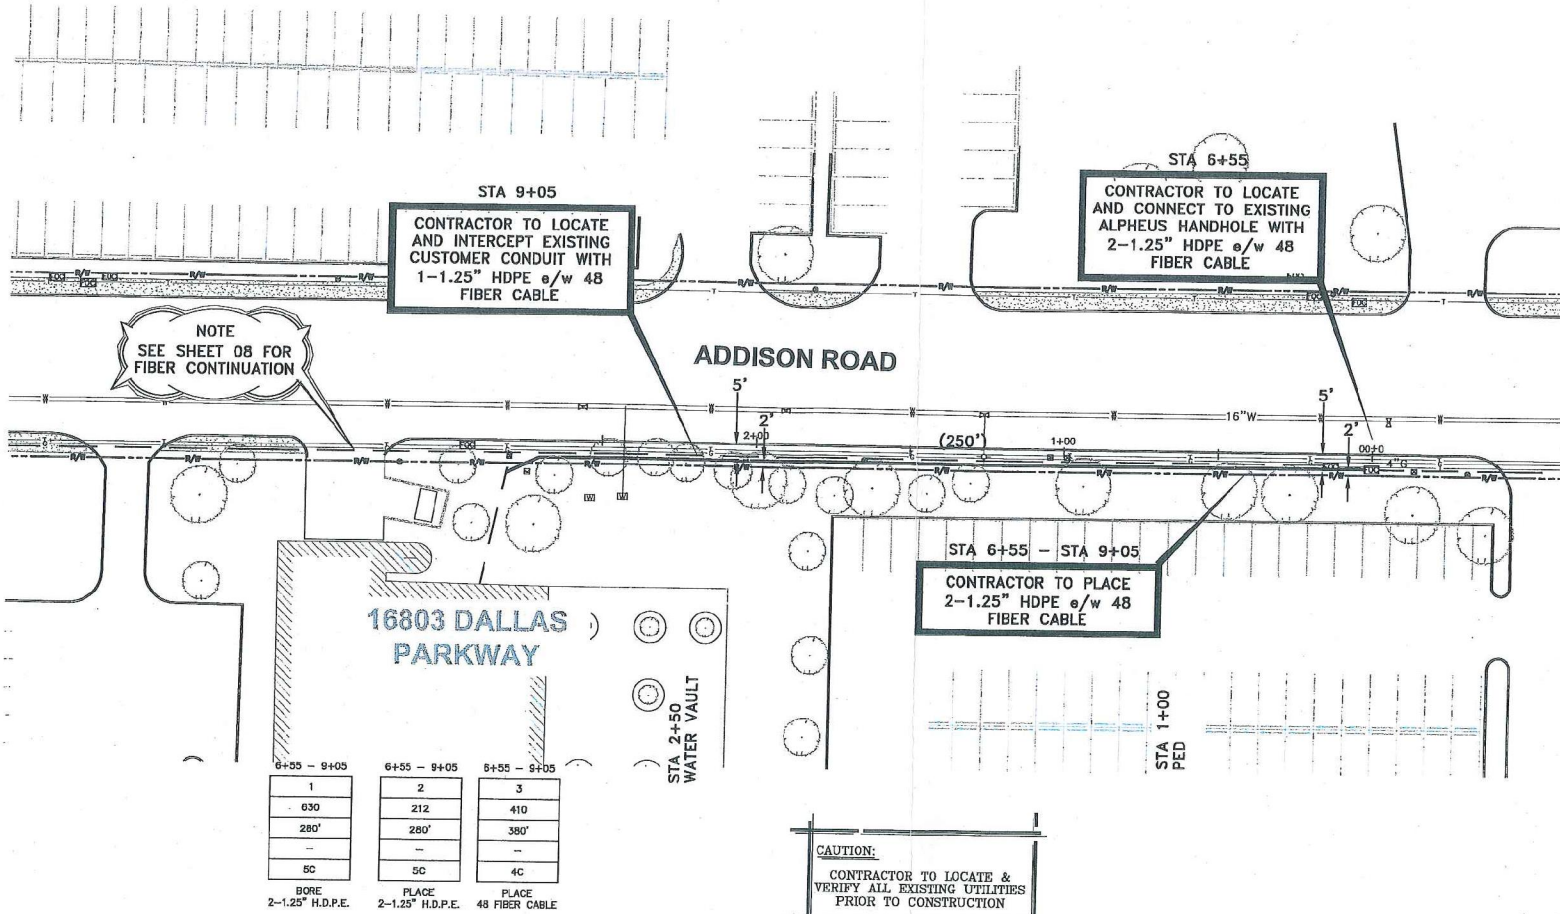 STA 9+05
CONTRACTOR TO LOCATE
AND INTERCEPT EXISTING
CUSTOMER CONDUIT WITH
1-1.25" HDPE e/w 48
FIBER CABLE
STA 6+55
CONTRACTOR TO LOCATE
AND CONNECT TO EXISTING
ALPHEUS HANDHOLE WITH
2-1.25" HDPE e/w 48
FIBER CABLE
R/W
R/W
R/W
R/W
R/W
R/W
R/W
R/W
R/W
NOTE
SEE SHEET 08 FOR
FIBER CONTINUATION
ADDISON ROAD
5'
2'
2+00
(250')
1+00
16"W
5'
2'
00+0
4"G
R/W
R/W
R/W
R/W
R/W
R/W
R/W
R/W
R/W
STA 6+55 - STA 9+05
CONTRACTOR TO PLACE
2-1.25" HDPE e/w 48
FIBER CABLE
16803 DALLAS
PARKWAY
STA 2+50
WATER VAULT
STA 1+00
PED
6+55 - 9+05
1
630
280'
-
5C
BORE
2-1.25" H.D.P.E.
6+55 - 9+05
2
212
280'
-
5C
PLACE
2-1.25" H.D.P.E.
6+55 - 9+05
3
410
380'
-
4C
PLACE
48 FIBER CABLE
CAUTION:
CONTRACTOR TO LOCATE &
VERIFY ALL EXISTING UTILITIES
PRIOR TO CONSTRUCTION